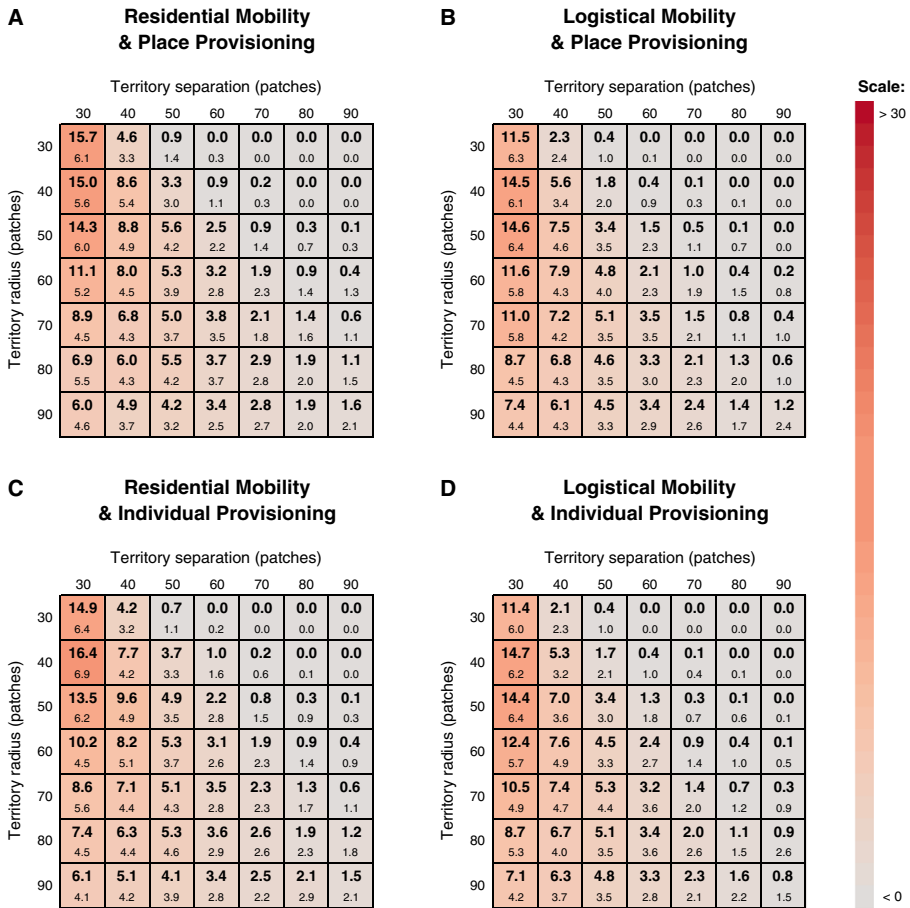 A
Residential Mobility
& Place Provisioning
Territory separation (patches)
30 40 50 60 70 80 90
Territory radius (patches)
30 15.7 4.6 0.9 0.0 0.0 0.0 0.0
6.1 3.3 1.4 0.3 0.0 0.0 0.0
40 15.0 8.6 3.3 0.9 0.2 0.0 0.0
5.6 5.4 3.0 1.1 0.3 0.0 0.0
50 14.3 8.8 5.6 2.5 0.9 0.3 0.1
6.0 4.9 4.2 2.2 1.4 0.7 0.3
60 11.1 8.0 5.3 3.2 1.9 0.9 0.4
5.2 4.5 3.9 2.8 2.3 1.4 1.3
70 8.9 6.8 5.0 3.8 2.1 1.4 0.6
4.5 4.3 3.7 3.5 1.8 1.6 1.1
80 6.9 6.0 5.5 3.7 2.9 1.9 1.1
5.5 4.3 4.2 3.7 2.8 2.0 1.5
90 6.0 4.9 4.2 3.4 2.8 1.9 1.6
4.6 3.7 3.2 2.5 2.7 2.0 2.1
B
Logistical Mobility
& Place Provisioning
Territory separation (patches)
30 40 50 60 70 80 90
Territory radius (patches)
30 11.5 2.3 0.4 0.0 0.0 0.0 0.0
6.3 2.4 1.0 0.1 0.0 0.0 0.0
40 14.5 5.6 1.8 0.4 0.1 0.0 0.0
6.1 3.4 2.0 0.9 0.3 0.1 0.0
50 14.6 7.5 3.4 1.5 0.5 0.1 0.0
6.4 4.6 3.5 2.3 1.1 0.7 0.0
60 11.6 7.9 4.8 2.1 1.0 0.4 0.2
5.8 4.3 4.0 2.3 1.9 1.5 0.8
70 11.0 7.2 5.1 3.5 1.5 0.8 0.4
5.8 4.2 3.5 3.5 2.1 1.1 1.0
80 8.7 6.8 4.6 3.3 2.1 1.3 0.6
4.5 4.3 3.5 3.0 2.3 2.0 1.0
90 7.4 6.1 4.5 3.4 2.4 1.4 1.2
4.4 4.3 3.3 2.9 2.6 1.7 2.4
Scale:
> 30
< 0
C
Residential Mobility
& Individual Provisioning
Territory separation (patches)
30 40 50 60 70 80 90
Territory radius (patches)
30 14.9 4.2 0.7 0.0 0.0 0.0 0.0
6.4 3.2 1.1 0.2 0.0 0.0 0.0
40 16.4 7.7 3.7 1.0 0.2 0.0 0.0
6.9 4.2 3.3 1.6 0.6 0.1 0.0
50 13.5 9.6 4.9 2.2 0.8 0.3 0.1
6.2 4.9 3.5 2.8 1.5 0.9 0.3
60 10.2 8.2 5.3 3.1 1.9 0.9 0.4
4.5 5.1 3.7 2.6 2.3 1.4 0.9
70 8.6 7.1 5.1 3.5 2.3 1.3 0.6
5.6 4.4 4.3 2.8 2.3 1.7 1.1
80 7.4 6.3 5.3 3.6 2.6 1.9 1.2
4.5 4.4 4.6 2.9 2.6 2.3 1.8
90 6.1 5.1 4.1 3.4 2.5 2.1 1.5
4.1 4.2 3.9 2.8 2.2 2.9 2.1
D
Logistical Mobility
& Individual Provisioning
Territory separation (patches)
30 40 50 60 70 80 90
Territory radius (patches)
30 11.4 2.1 0.4 0.0 0.0 0.0 0.0
6.0 2.3 1.0 0.0 0.0 0.0 0.0
40 14.7 5.3 1.7 0.4 0.1 0.0 0.0
6.2 3.2 2.1 1.0 0.4 0.1 0.0
50 14.4 7.0 3.4 1.3 0.3 0.1 0.0
6.4 3.6 3.0 1.8 0.7 0.6 0.1
60 12.4 7.6 4.5 2.4 0.9 0.4 0.1
5.7 4.9 3.3 2.7 1.4 1.0 0.5
70 10.5 7.4 5.3 3.2 1.4 0.7 0.3
4.9 4.7 4.4 3.6 2.0 1.2 0.9
80 8.7 6.7 5.1 3.4 2.0 1.1 0.9
5.3 4.0 3.5 3.6 2.6 1.5 2.6
90 7.1 6.3 4.8 3.3 2.3 1.6 0.8
4.2 3.7 3.5 2.8 2.1 2.2 1.5